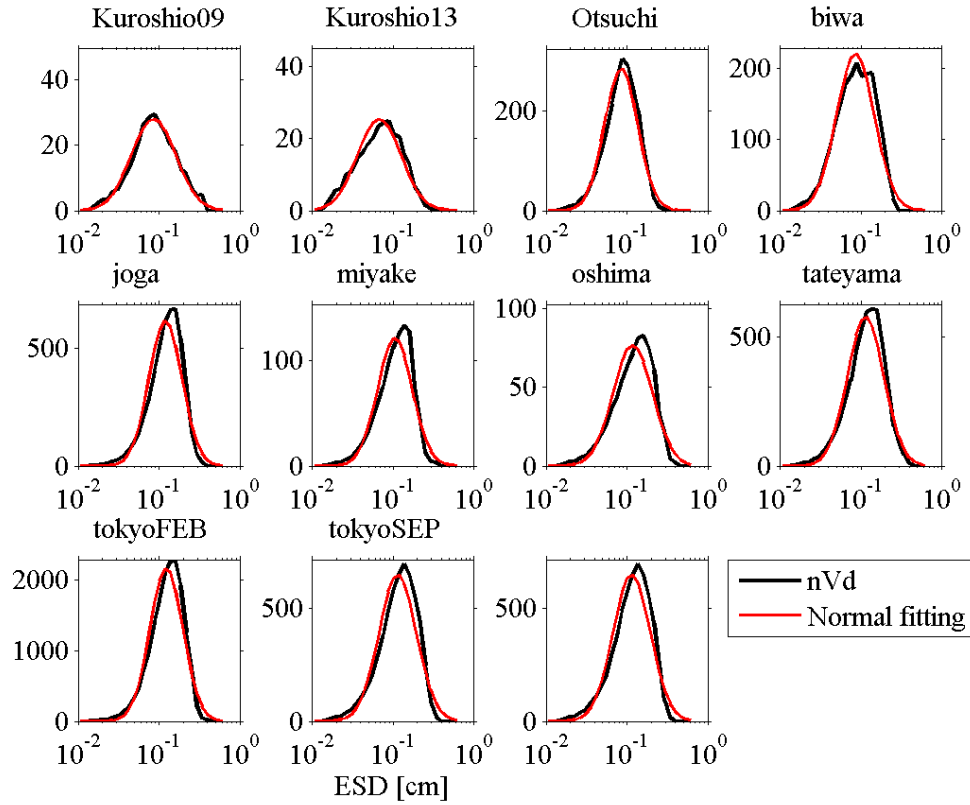 Kuroshio09 Kuroshio13 Otsuchi biwa
40 40 200 200
20 20 100
0 0 0 0
10^-2 10^-1 10^0 10^-2 10^-1 10^0 10^-2 10^-1 10^0 10^-2 10^-1 10^0
joga miyake oshima tateyama
500 100 100 500
50
0 0 0 0
10^-2 10^-1 10^0 10^-2 10^-1 10^0 10^-2 10^-1 10^0 10^-2 10^-1 10^0
tokyoFEB tokyoSEP
2000 500 500
1000
0 0 0
10^-2 10^-1 10^0 10^-2 10^-1 10^0 10^-2 10^-1 10^0
nVd
Normal fitting
ESD [cm]